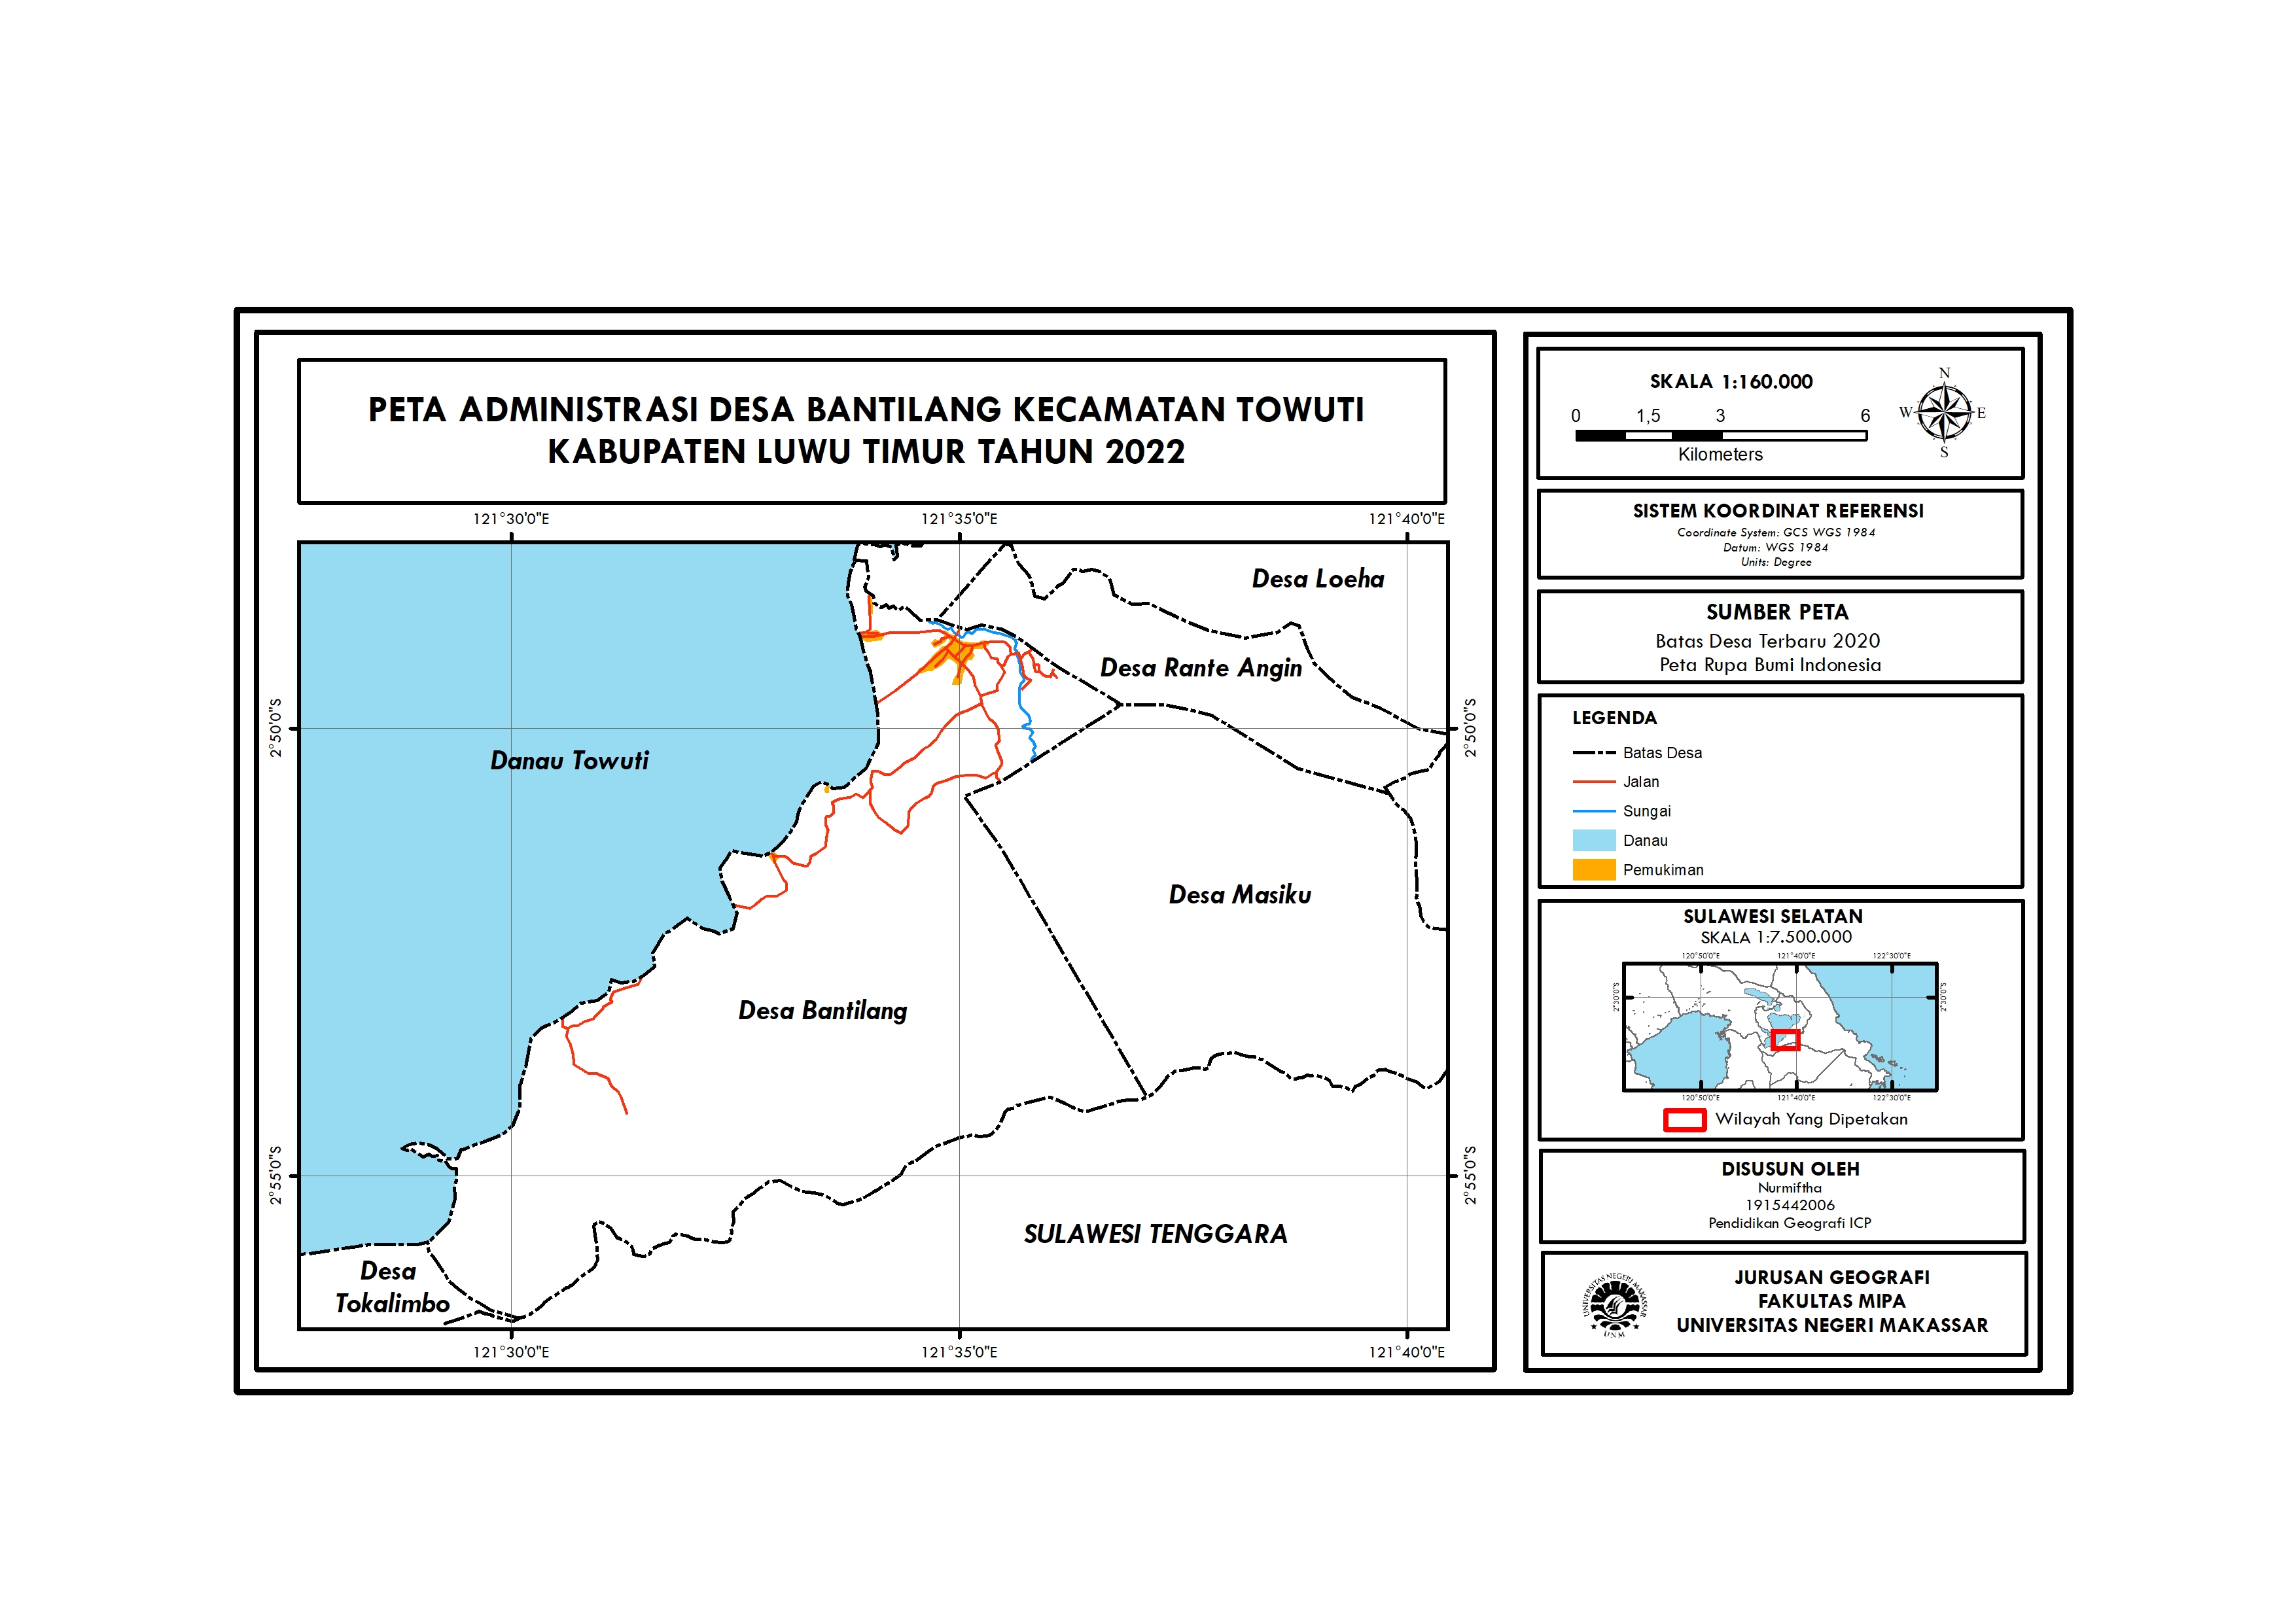 PETA ADMINISTRASI DESA BANTILANG KECAMATAN TOWUTI
KABUPATEN LUWU TIMUR TAHUN 2022
121°30'0"E
121°35'0"E
121°40'0"E
2°50'0"S
2°50'0"S
2°55'0"S
2°55'0"S
Desa Loeha
Desa Rante Angin
Danau Towuti
Desa Masiku
Desa Bantilang
SULAWESI TENGGARA
Desa
Tokalimbo
121°30'0"E
121°35'0"E
121°40'0"E
SKALA 1:160.000
0 1,5 3 6
Kilometers
N
W
E
S
SISTEM KOORDINAT REFERENSI
Coordinate System: GCS WGS 1984
Datum: WGS 1984
Units: Degree
SUMBER PETA
Batas Desa Terbaru 2020
Peta Rupa Bumi Indonesia
LEGENDA
Batas Desa
Jalan
Sungai
Danau
Pemukiman
SULAWESI SELATAN
SKALA 1:7.500.000
120°50'0"E
121°40'0"E
122°30'0"E
2°30'0"S
2°30'0"S
120°50'0"E
121°40'0"E
122°30'0"E
Wilayah Yang Dipetakan
DISUSUN OLEH
Nurmiftha
1915442006
Pendidikan Geografi ICP
UNIVERSITAS NEGERI MAKASSAR
UNM
JURUSAN GEOGRAFI
FAKULTAS MIPA
UNIVERSITAS NEGERI MAKASSAR